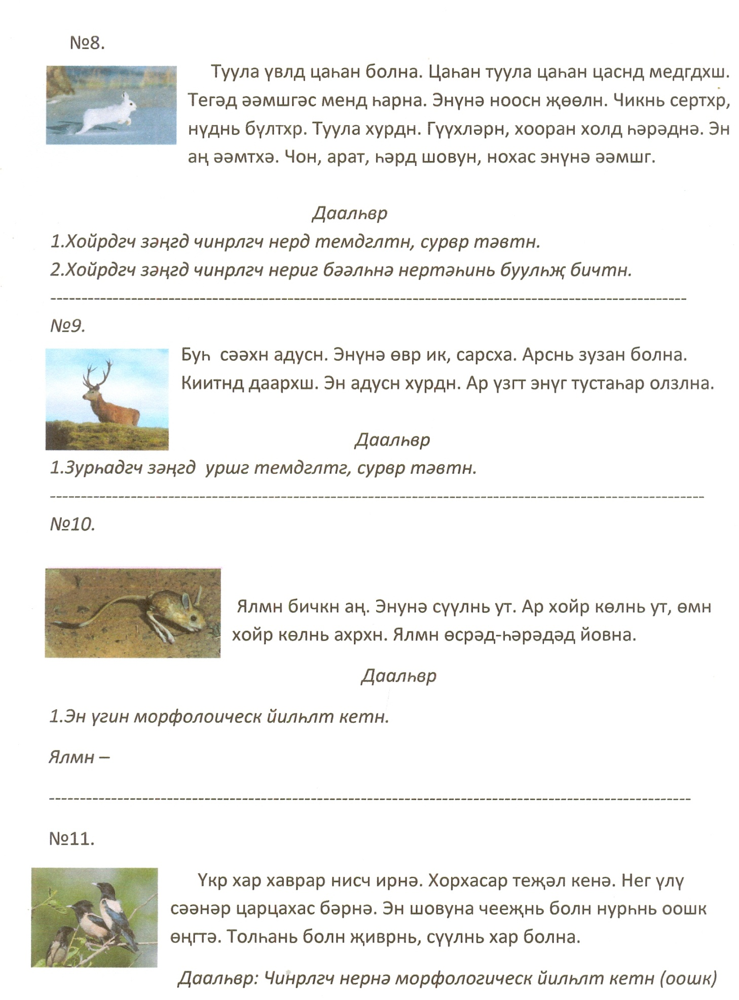 №8.
Туула үвлд цаһан болна. Цаһан туула цаһан цаснд медгдхш.
Тегәд әәмшгәс менд һарна. Энүнә ноосн җөөлн. Чикнь сертхр,
нүднь бүлтхр. Туула хурдн. Гүүхләрн, хооран холд һәрәднә. Эн
аң әәмтхә. Чон, арат, һәрд шовун, нохас энүнә әәмшг.
Даальвр
1.Хойрдгч зәңгд чинрлгч нерд темдглтн, сурвр тәвтн.
2.Хойрдгч зәңгд чинрлгч нериг бәәлһнә нертәһинь буулһҗ бичтн.
№9.
Буһ сәәхн адусн. Энүнә өвр ик, сарсха. Арснь зузан болна.
Киитнд даархш. Эн адусн хурдн. Ар үзгт энүг тустаһар олзлна.
Даальвр
1.Зурһадгч зәңгд уршг темдглтг, сурвр тәвтн.
№10.
Ялмн бичкн аң. Энунә сүүлнь ут. Ар хойр көлнь ут, өмн
хойр көлнь ахрхн. Ялмн өсрәд-һәрәдәд йовна.
Даальвр
1.Эн үгин морфолоическ йилһлт кетн.
Ялмн –
№11.
Үкр хар хаврар нисч ирнә. Хорхасар теҗәл кенә. Нег үлү
сәәнәр царцахас бәрнә. Эн шовуна чееҗнь болн нурһнь оошк
өңгтә. Толһань болн җиврнь, сүүлнь хар болна.
Даальвр: Чинрлгч нернә морфологическ йилһлт кетн (оошк)